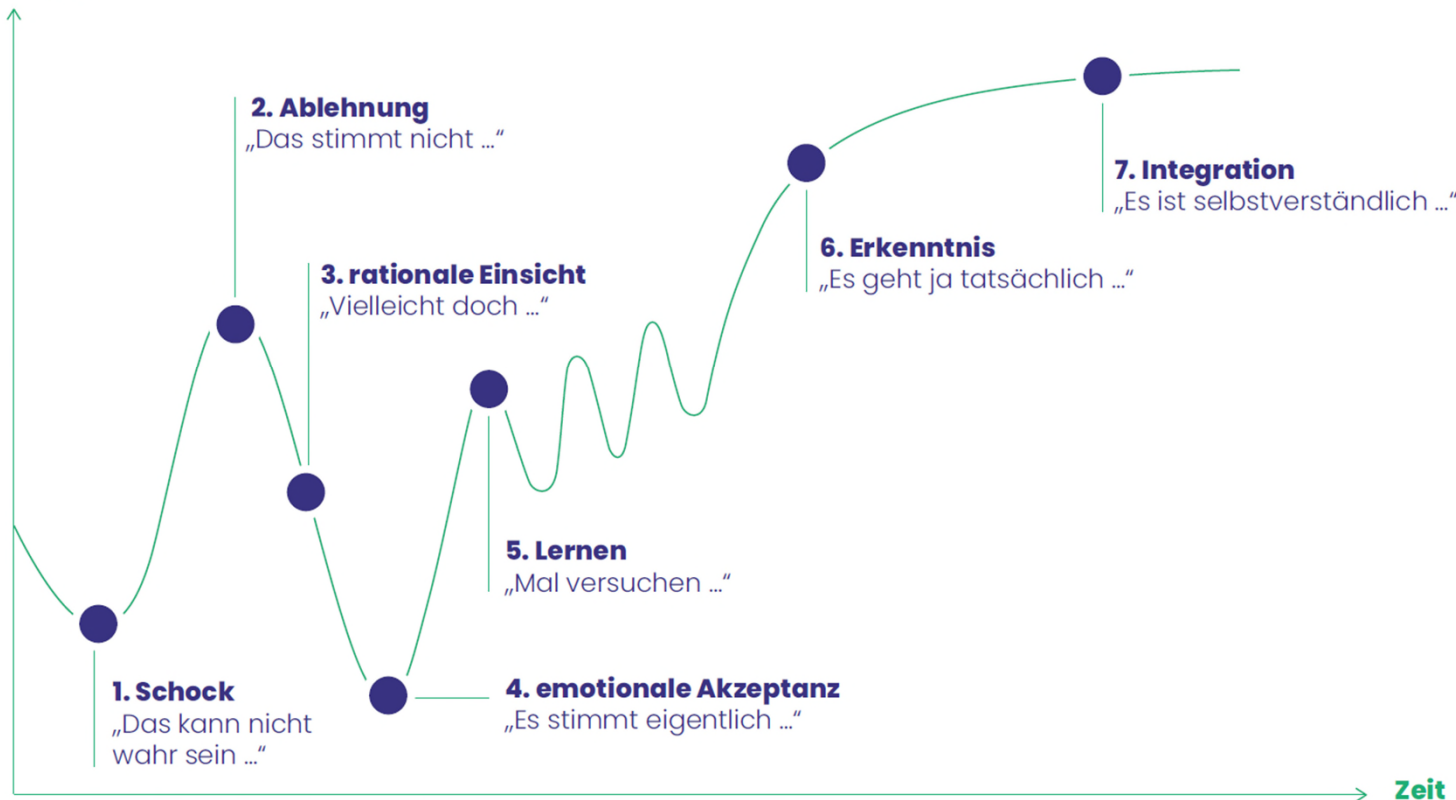 2. Ablehnung
„Das stimmt nicht ...“
3. rationale Einsicht
„Vielleicht doch ...“
7. Integration
„Es ist selbstverständlich ...“
6. Erkenntnis
„Es geht ja tatsächlich ...“
5. Lernen
„Mal versuchen ...“
1. Schock
„Das kann nicht
wahr sein ...“
4. emotionale Akzeptanz
„Es stimmt eigentlich ...“
Zeit